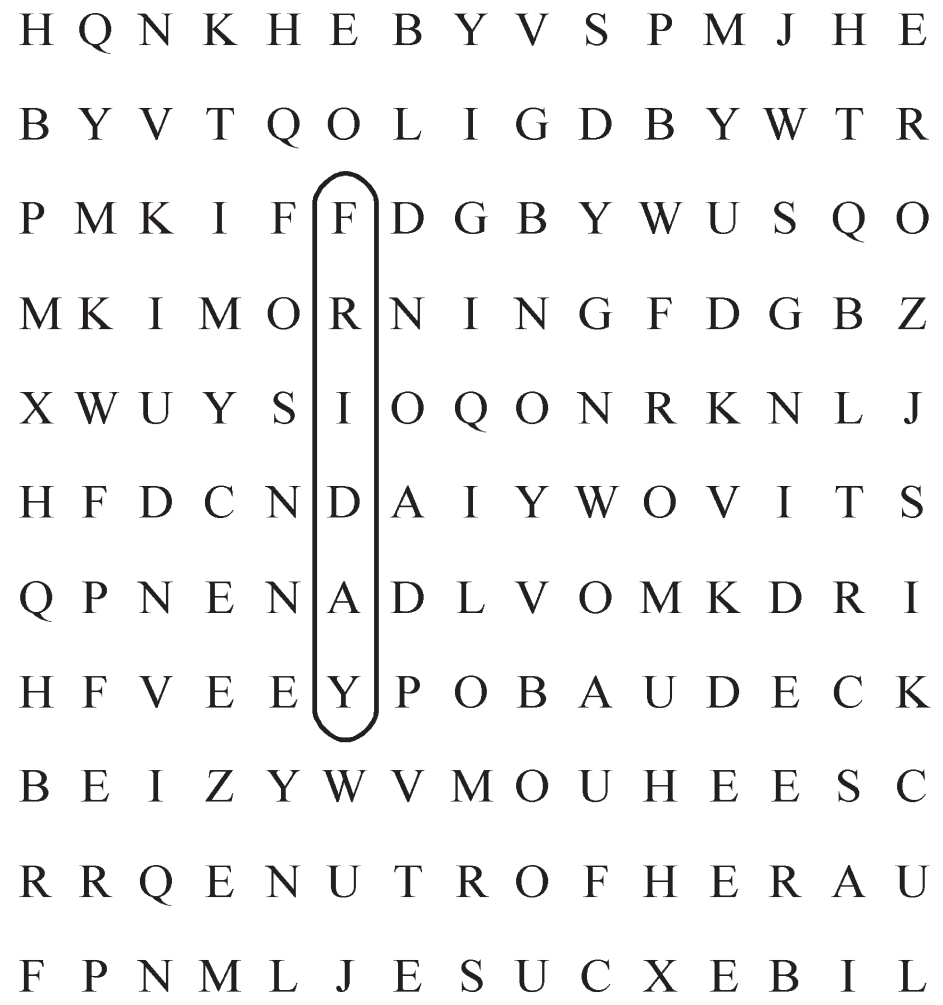 H Q N K H E B Y V S P M J H E
B Y V T Q O L I G D B Y W T R
P M K I F F D G B Y W U S Q O
M K I M O R N I N G F D G B Z
X W U Y S I O Q O N R K N L J
H F D C N D A I Y W O V I T S
Q P N E N A D L V O M K D R I
H F V E E Y P O B A U D E C K
B E I Z Y W V M O U H E E S C
R R Q E N U T R O F H E R A U
F P N M L J E S U C X E B I L